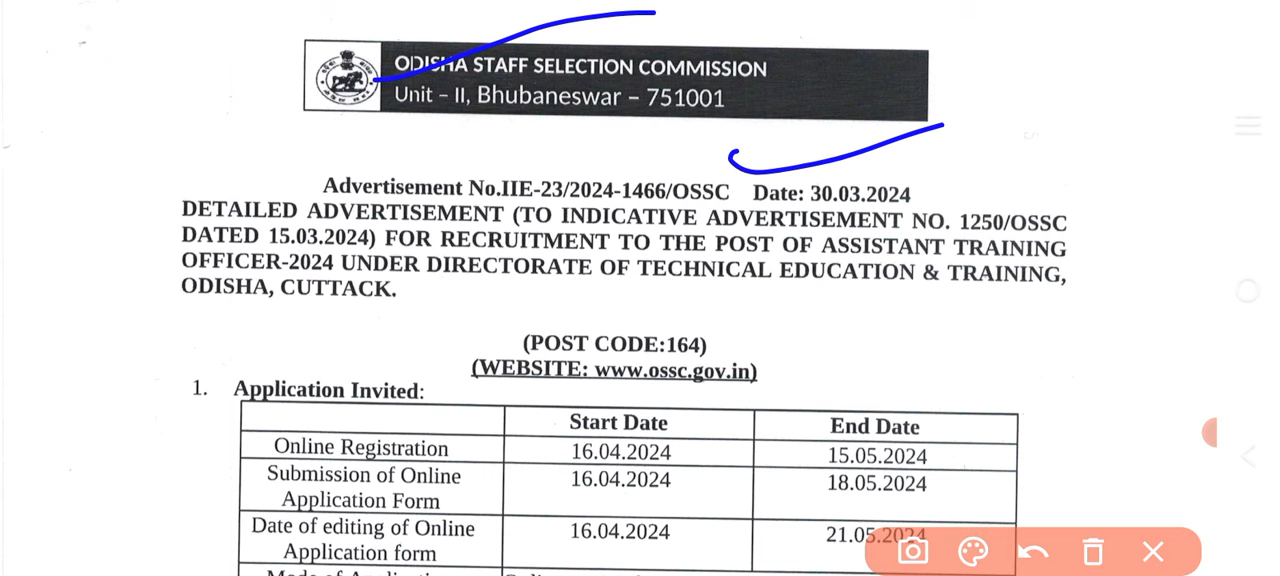 ODISHA STAFF SELECTION COMMISSION
Unit – II, Bhubaneswar – 751001
Advertisement No.IIE-23/2024-1466/OSSC Date: 30.03.2024
DETAILED ADVERTISEMENT (TO INDICATIVE ADVERTISEMENT NO. 1250/OSSC
DATED 15.03.2024) FOR RECRUITMENT TO THE POST OF ASSISTANT TRAINING
OFFICER-2024 UNDER DIRECTORATE OF TECHNICAL EDUCATION & TRAINING,
ODISHA, CUTTACK.
(POST CODE:164)
(WEBSITE: www.ossc.gov.in)
1. Application Invited:
Start Date End Date
Online Registration 16.04.2024 15.05.2024
Submission of Online Application Form 16.04.2024 18.05.2024
Date of editing of Online Application form 16.04.2024 21.05.2024